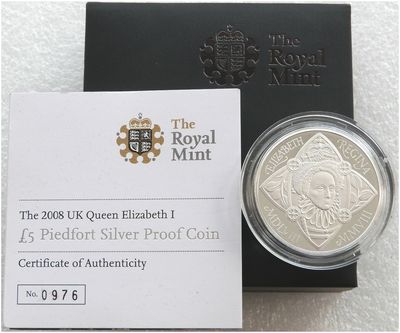 The
Royal
Mint
The
Royal
Mint
The 2008 UK Queen Elizabeth I
£5 Piedfort Silver Proof Coin
Certificate of Authenticity
No. 0976
ELIZABETH REGINA
MMVIII